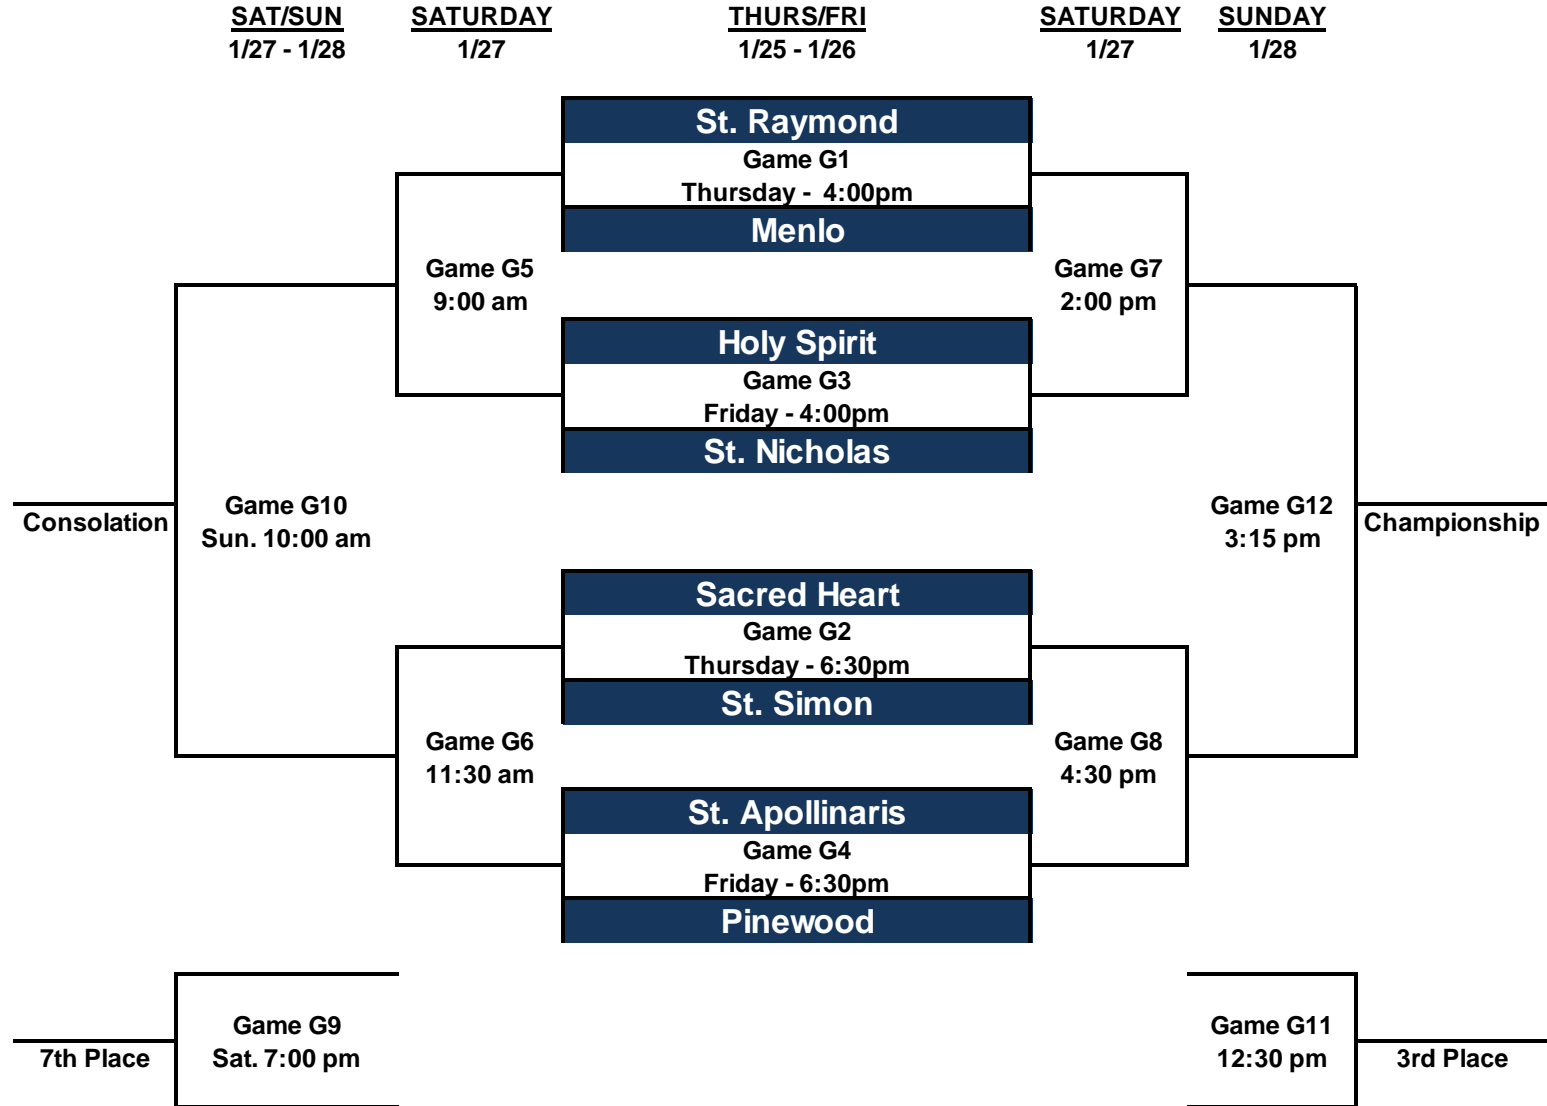 SAT/SUN SATURDAY THURS/FRI SATURDAY SUNDAY
1/27 - 1/28 1/27 1/25 - 1/26 1/27 1/28
St. Raymond
Game G1
Thursday - 4:00pm
Menlo
Game G5
9:00 am
Game G7
2:00 pm
Holy Spirit
Game G3
Friday - 4:00pm
St. Nicholas
Consolation
Game G10
Sun. 10:00 am
Game G12
3:15 pm
Championship
Sacred Heart
Game G2
Thursday - 6:30pm
St. Simon
Game G6
11:30 am
Game G8
4:30 pm
St. Apollinaris
Game G4
Friday - 6:30pm
Pinewood
Game G9
Sat. 7:00 pm
7th Place
Game G11
12:30 pm
3rd Place